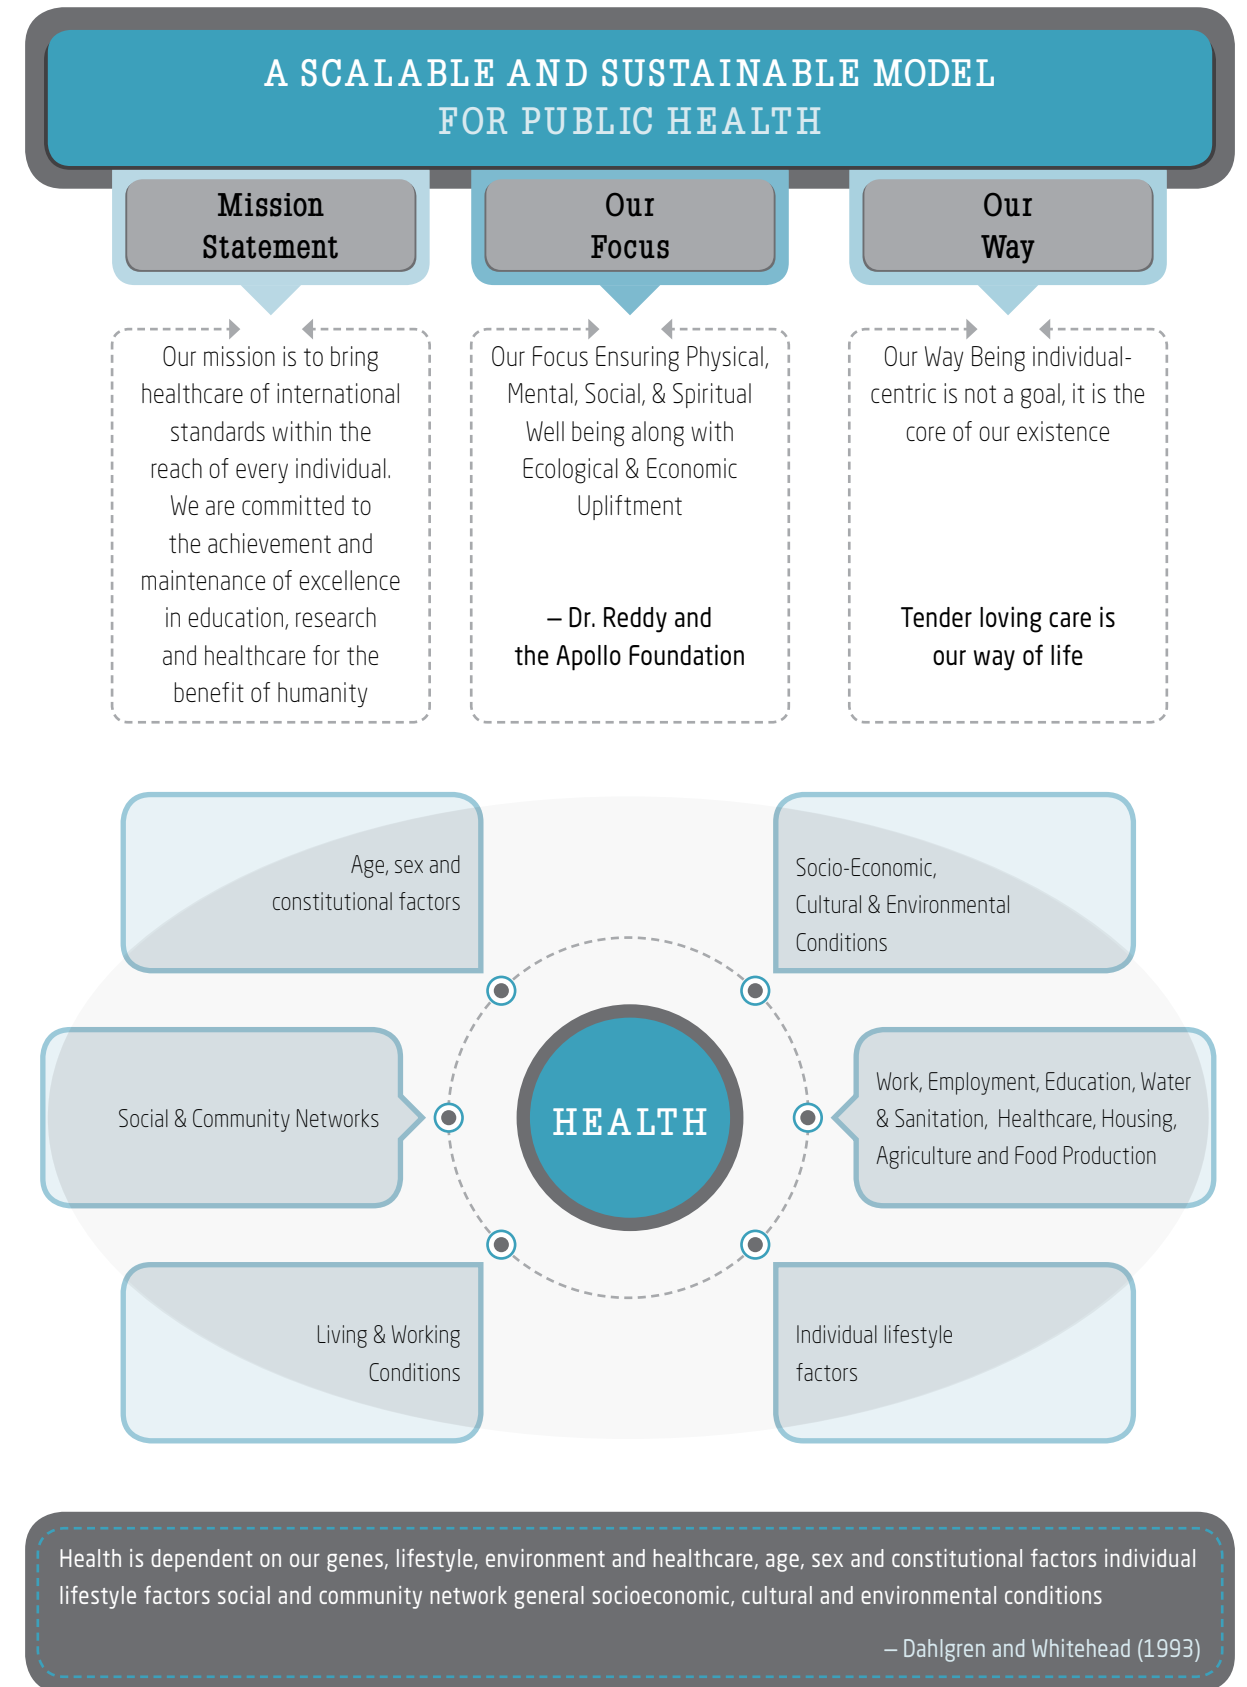 A SCALABLE AND SUSTAINABLE MODEL
FOR PUBLIC HEALTH
Mission
Statement
Our mission is to bring
healthcare of international
standards within the
reach of every individual.
We are committed to
the achievement and
maintenance of excellence
in education, research
and healthcare for the
benefit of humanity
Our
Focus
Our Focus Ensuring Physical,
Mental, Social, & Spiritual
Well being along with
Ecological & Economic
Upliftment
– Dr. Reddy and
the Apollo Foundation
Our
Way
Our Way Being individual-
centric is not a goal, it is the
core of our existence
Tender loving care is
our way of life
Age, sex and
constitutional factors
Socio-Economic,
Cultural & Environmental
Conditions
Social & Community Networks
HEALTH
Work, Employment, Education, Water
& Sanitation, Healthcare, Housing,
Agriculture and Food Production
Living & Working
Conditions
Individual lifestyle
factors
Health is dependent on our genes, lifestyle, environment and healthcare, age, sex and constitutional factors individual
lifestyle factors social and community network general socioeconomic, cultural and environmental conditions
– Dahlgren and Whitehead (1993)